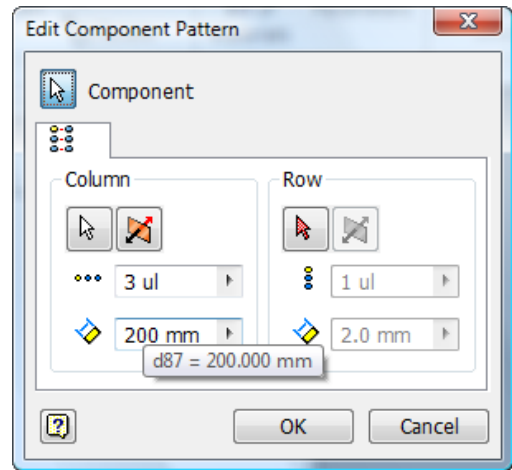 Edit Component Pattern
Component
Column
Row
3 ul
1 ul
200 mm
2.0 mm
d87 = 200.000 mm
OK
Cancel